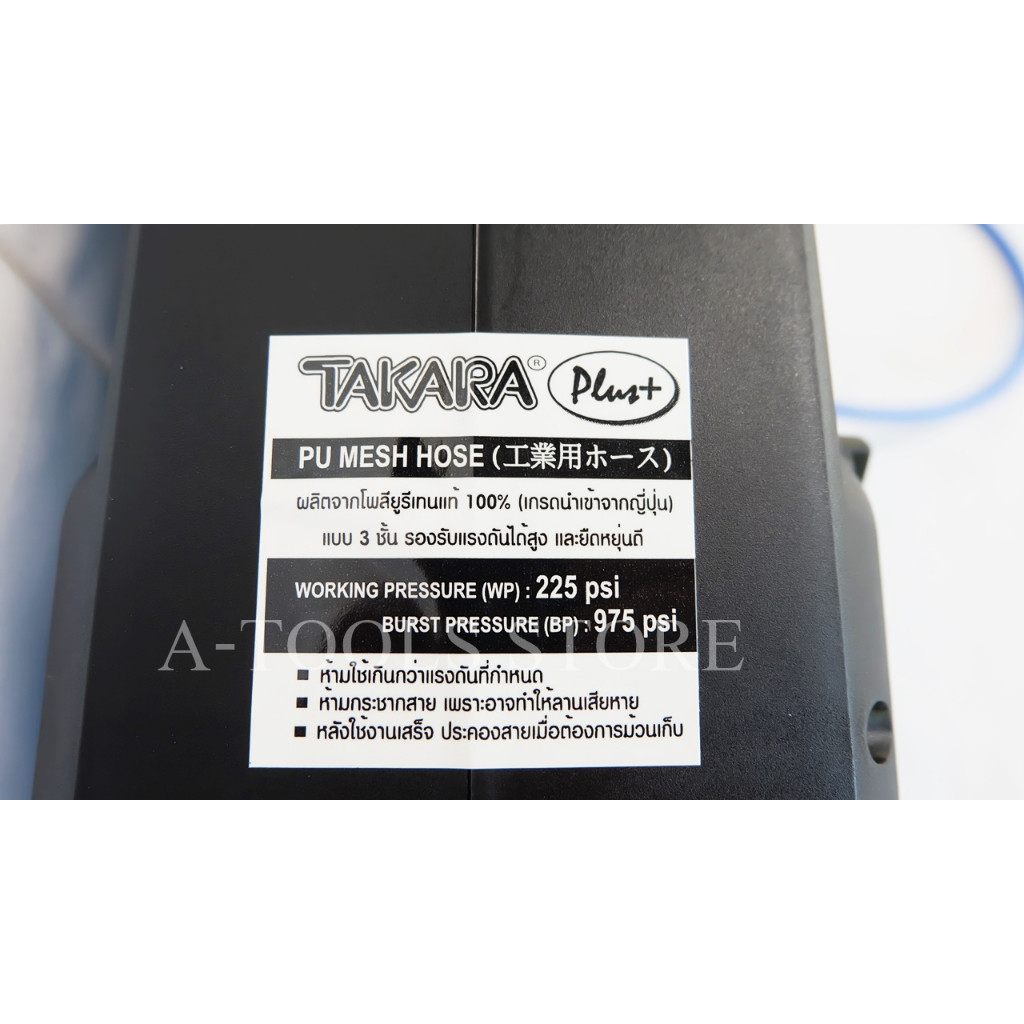 TAKARA® Plus+
PU MESH HOSE (工業用ホース)
ผลิตจากโพลียูรีเทนแท้ 100% (เกรดนำเข้าจากญี่ปุ่น)
แบบ 3 ชั้น รองรับแรงดันได้สูง และยืดหยุ่นดี
WORKING PRESSURE (WP) : 225 psi
BURST PRESSURE (BP) : 975 psi
A-TOOLS STORE
■ ห้ามใช้เกินกว่าแรงดันที่กำหนด
■ ห้ามกระชากสาย เพราะอาจทำให้ลานเสียหาย
■ หลังใช้งานเสร็จ ประคองสายเมื่อต้องการม้วนเก็บ